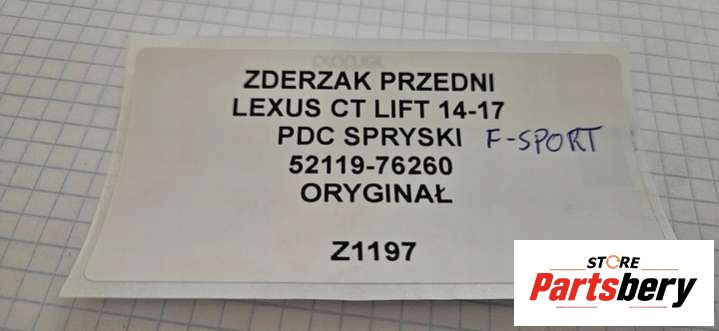 ZDERZAK PRZEDNI
LEXUS CT LIFT 14-17
PDC SPRYSKI F-SPORT
52119-76260
ORYGINAŁ
Z1197
STORE
Partsbery